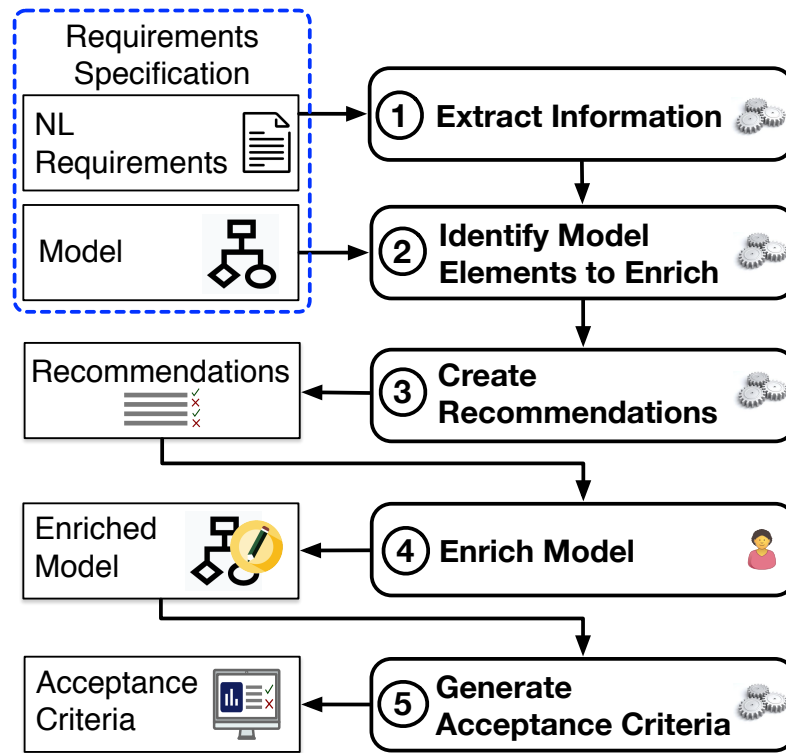 Requirements
Specification
NL
Requirements
1 Extract Information
Model
2 Identify Model
Elements to Enrich
Recommendations
3 Create
Recommendations
Enriched
Model
4 Enrich Model
Acceptance
Criteria
5 Generate
Acceptance Criteria